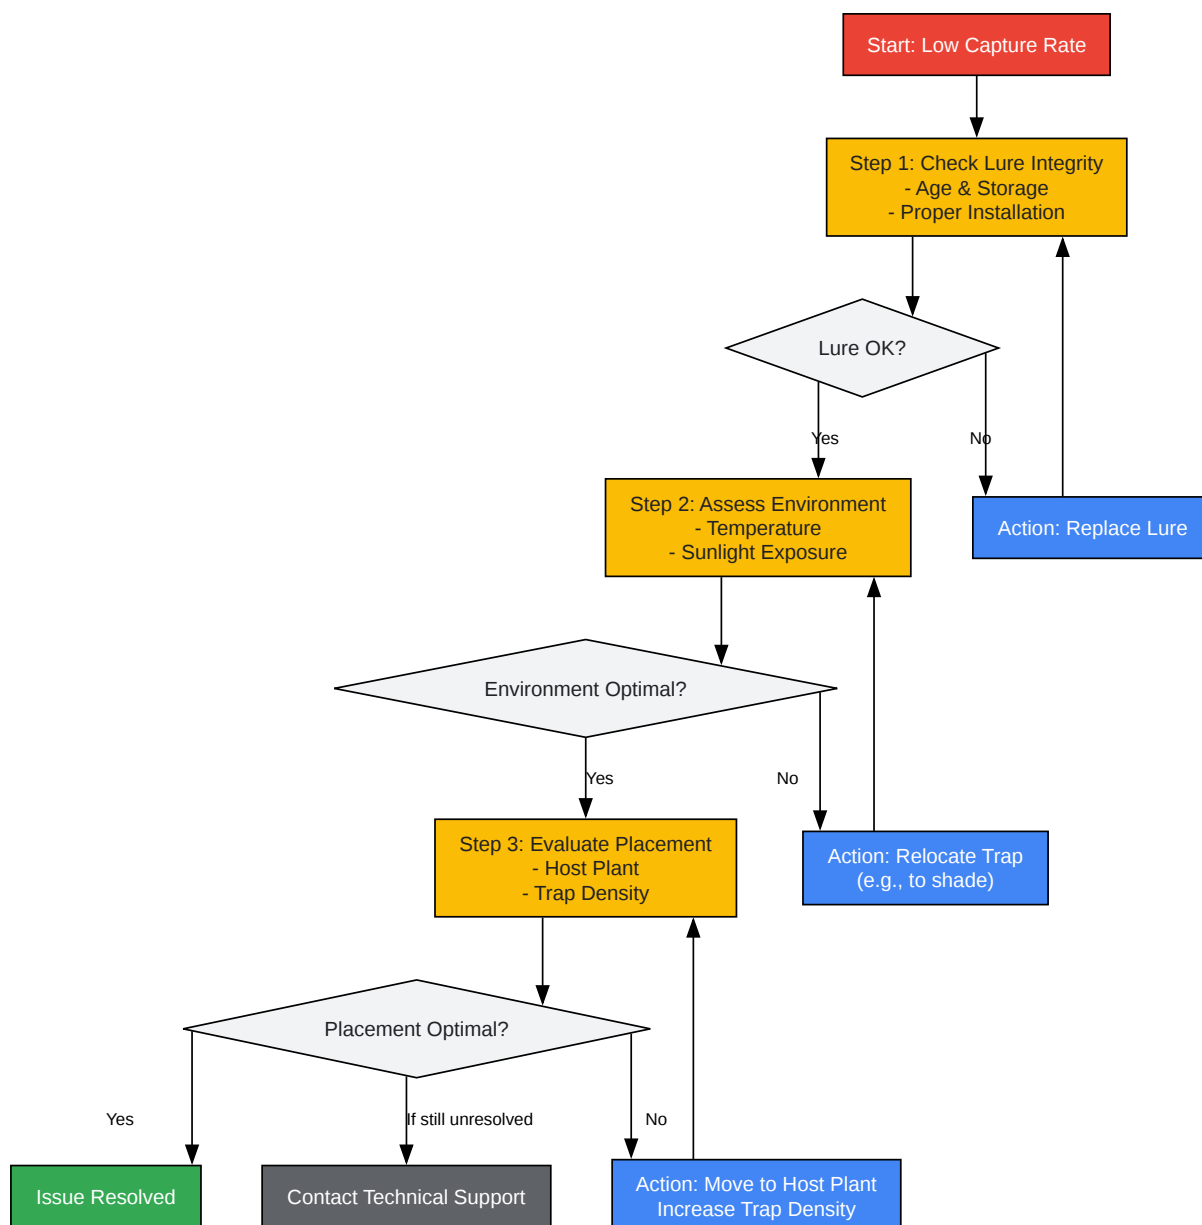 Start: Low Capture Rate
Step 1: Check Lure Integrity
- Age & Storage
- Proper Installation
Lure OK?
Yes
No
Step 2: Assess Environment
- Temperature
- Sunlight Exposure
Action: Replace Lure
Environment Optimal?
Yes
No
Step 3: Evaluate Placement
- Host Plant
- Trap Density
Action: Relocate Trap
(e.g., to shade)
Placement Optimal?
Yes
If still unresolved
No
Issue Resolved
Contact Technical Support
Action: Move to Host Plant
Increase Trap Density